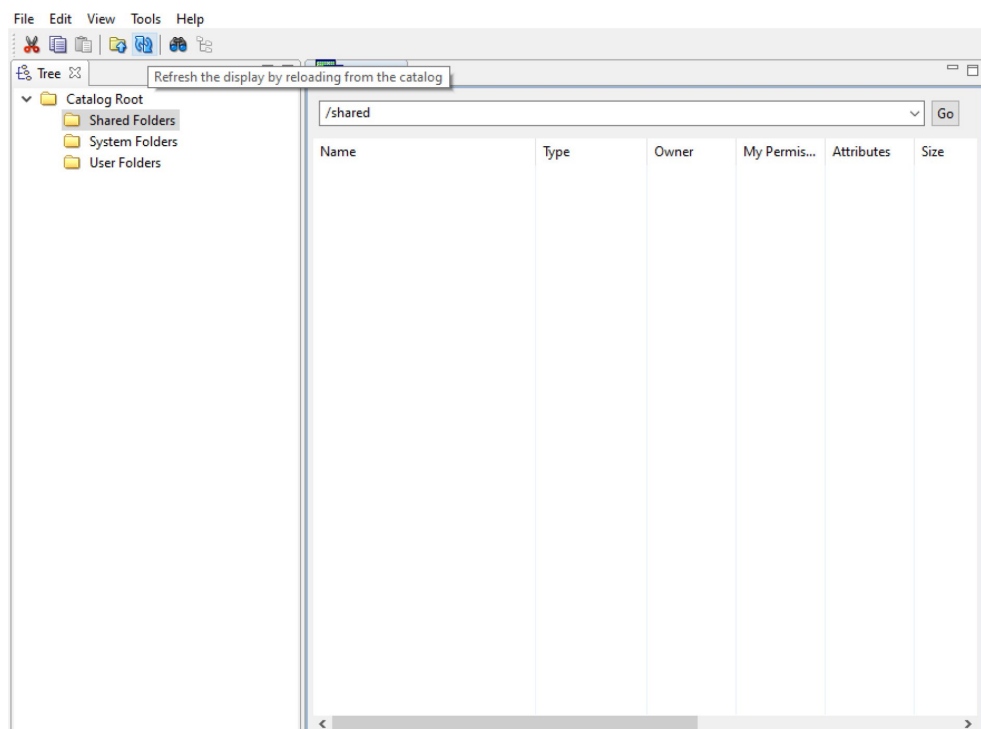 File Edit View Tools Help
Tree
Refresh the display by reloading from the catalog
Catalog Root
Shared Folders
System Folders
User Folders
/shared
Go
Name Type Owner My Permis... Attributes Size